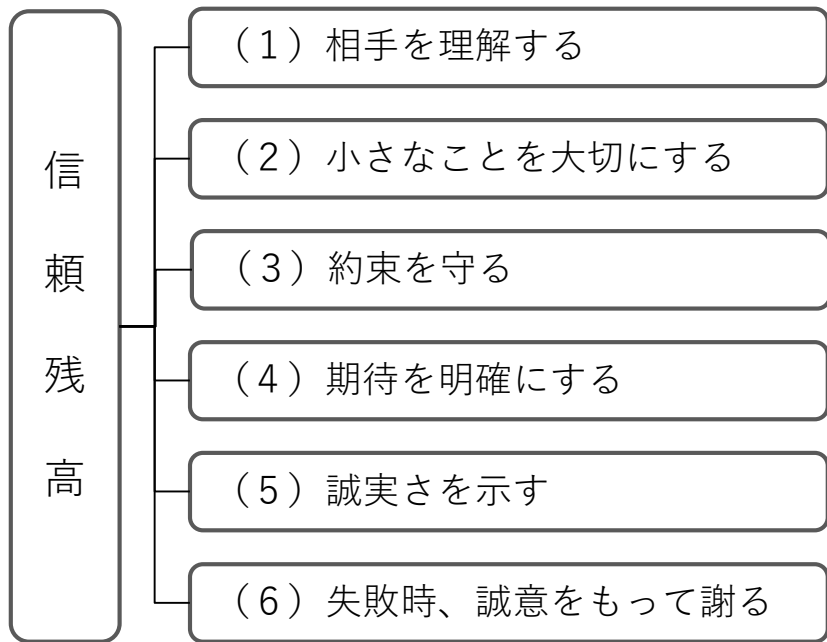 信頼残高
（1）相手を理解する
（2）小さなことを大切にする
（3）約束を守る
（4）期待を明確にする
（5）誠実さを示す
（6）失敗時、誠意をもって謝る